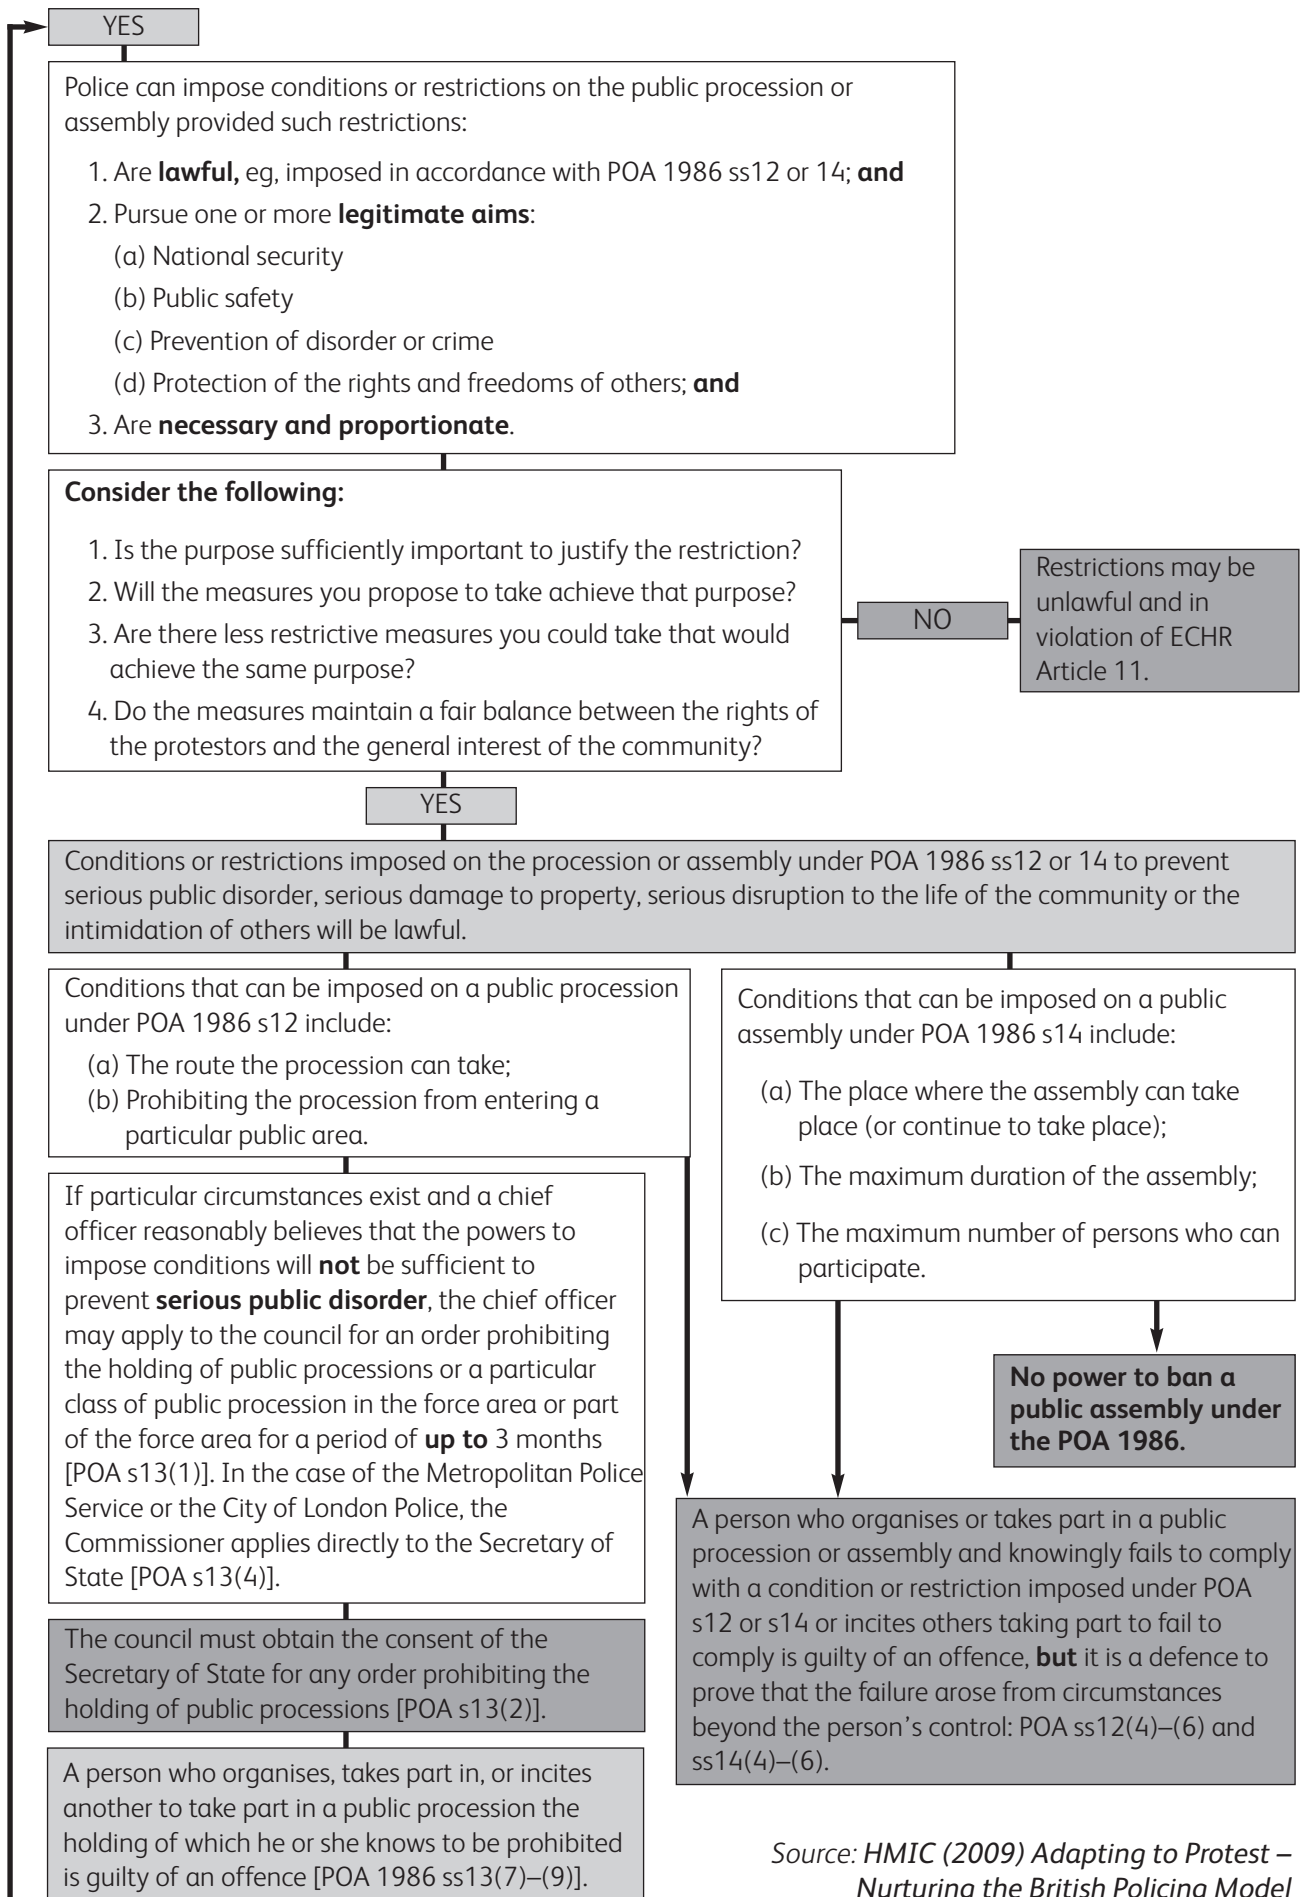 YES
Police can impose conditions or restrictions on the public procession or
assembly provided such restrictions:
1. Are lawful, eg, imposed in accordance with POA 1986 ss12 or 14; and
2. Pursue one or more legitimate aims:
(a) National security
(b) Public safety
(c) Prevention of disorder or crime
(d) Protection of the rights and freedoms of others; and
3. Are necessary and proportionate.
Consider the following:
1. Is the purpose sufficiently important to justify the restriction?
2. Will the measures you propose to take achieve that purpose?
3. Are there less restrictive measures you could take that would
achieve the same purpose?
4. Do the measures maintain a fair balance between the rights of
the protestors and the general interest of the community?
NO
Restrictions may be
unlawful and in
violation of ECHR
Article 11.
YES
Conditions or restrictions imposed on the procession or assembly under POA 1986 ss12 or 14 to prevent
serious public disorder, serious damage to property, serious disruption to the life of the community or the
intimidation of others will be lawful.
Conditions that can be imposed on a public procession
under POA 1986 s12 include:
(a) The route the procession can take;
(b) Prohibiting the procession from entering a
particular public area.
Conditions that can be imposed on a public
assembly under POA 1986 s14 include:
(a) The place where the assembly can take
place (or continue to take place);
(b) The maximum duration of the assembly;
(c) The maximum number of persons who can
participate.
If particular circumstances exist and a chief
officer reasonably believes that the powers to
impose conditions will not be sufficient to
prevent serious public disorder, the chief officer
may apply to the council for an order prohibiting
the holding of public processions or a particular
class of public procession in the force area or part
of the force area for a period of up to 3 months
[POA s13(1)]. In the case of the Metropolitan Police
Service or the City of London Police, the
Commissioner applies directly to the Secretary of
State [POA s13(4)].
No power to ban a
public assembly under
the POA 1986.
A person who organises or takes part in a public
procession or assembly and knowingly fails to comply
with a condition or restriction imposed under POA
s12 or s14 or incites others taking part to fail to
comply is guilty of an offence, but it is a defence to
prove that the failure arose from circumstances
beyond the person's control: POA ss12(4)–(6) and
ss14(4)–(6).
The council must obtain the consent of the
Secretary of State for any order prohibiting the
holding of public processions [POA s13(2)].
A person who organises, takes part in, or incites
another to take part in a public procession the
holding of which he or she knows to be prohibited
is guilty of an offence [POA 1986 ss13(7)–(9)].
Source: HMIC (2009) Adapting to Protest –
Nurturing the British Policing Model